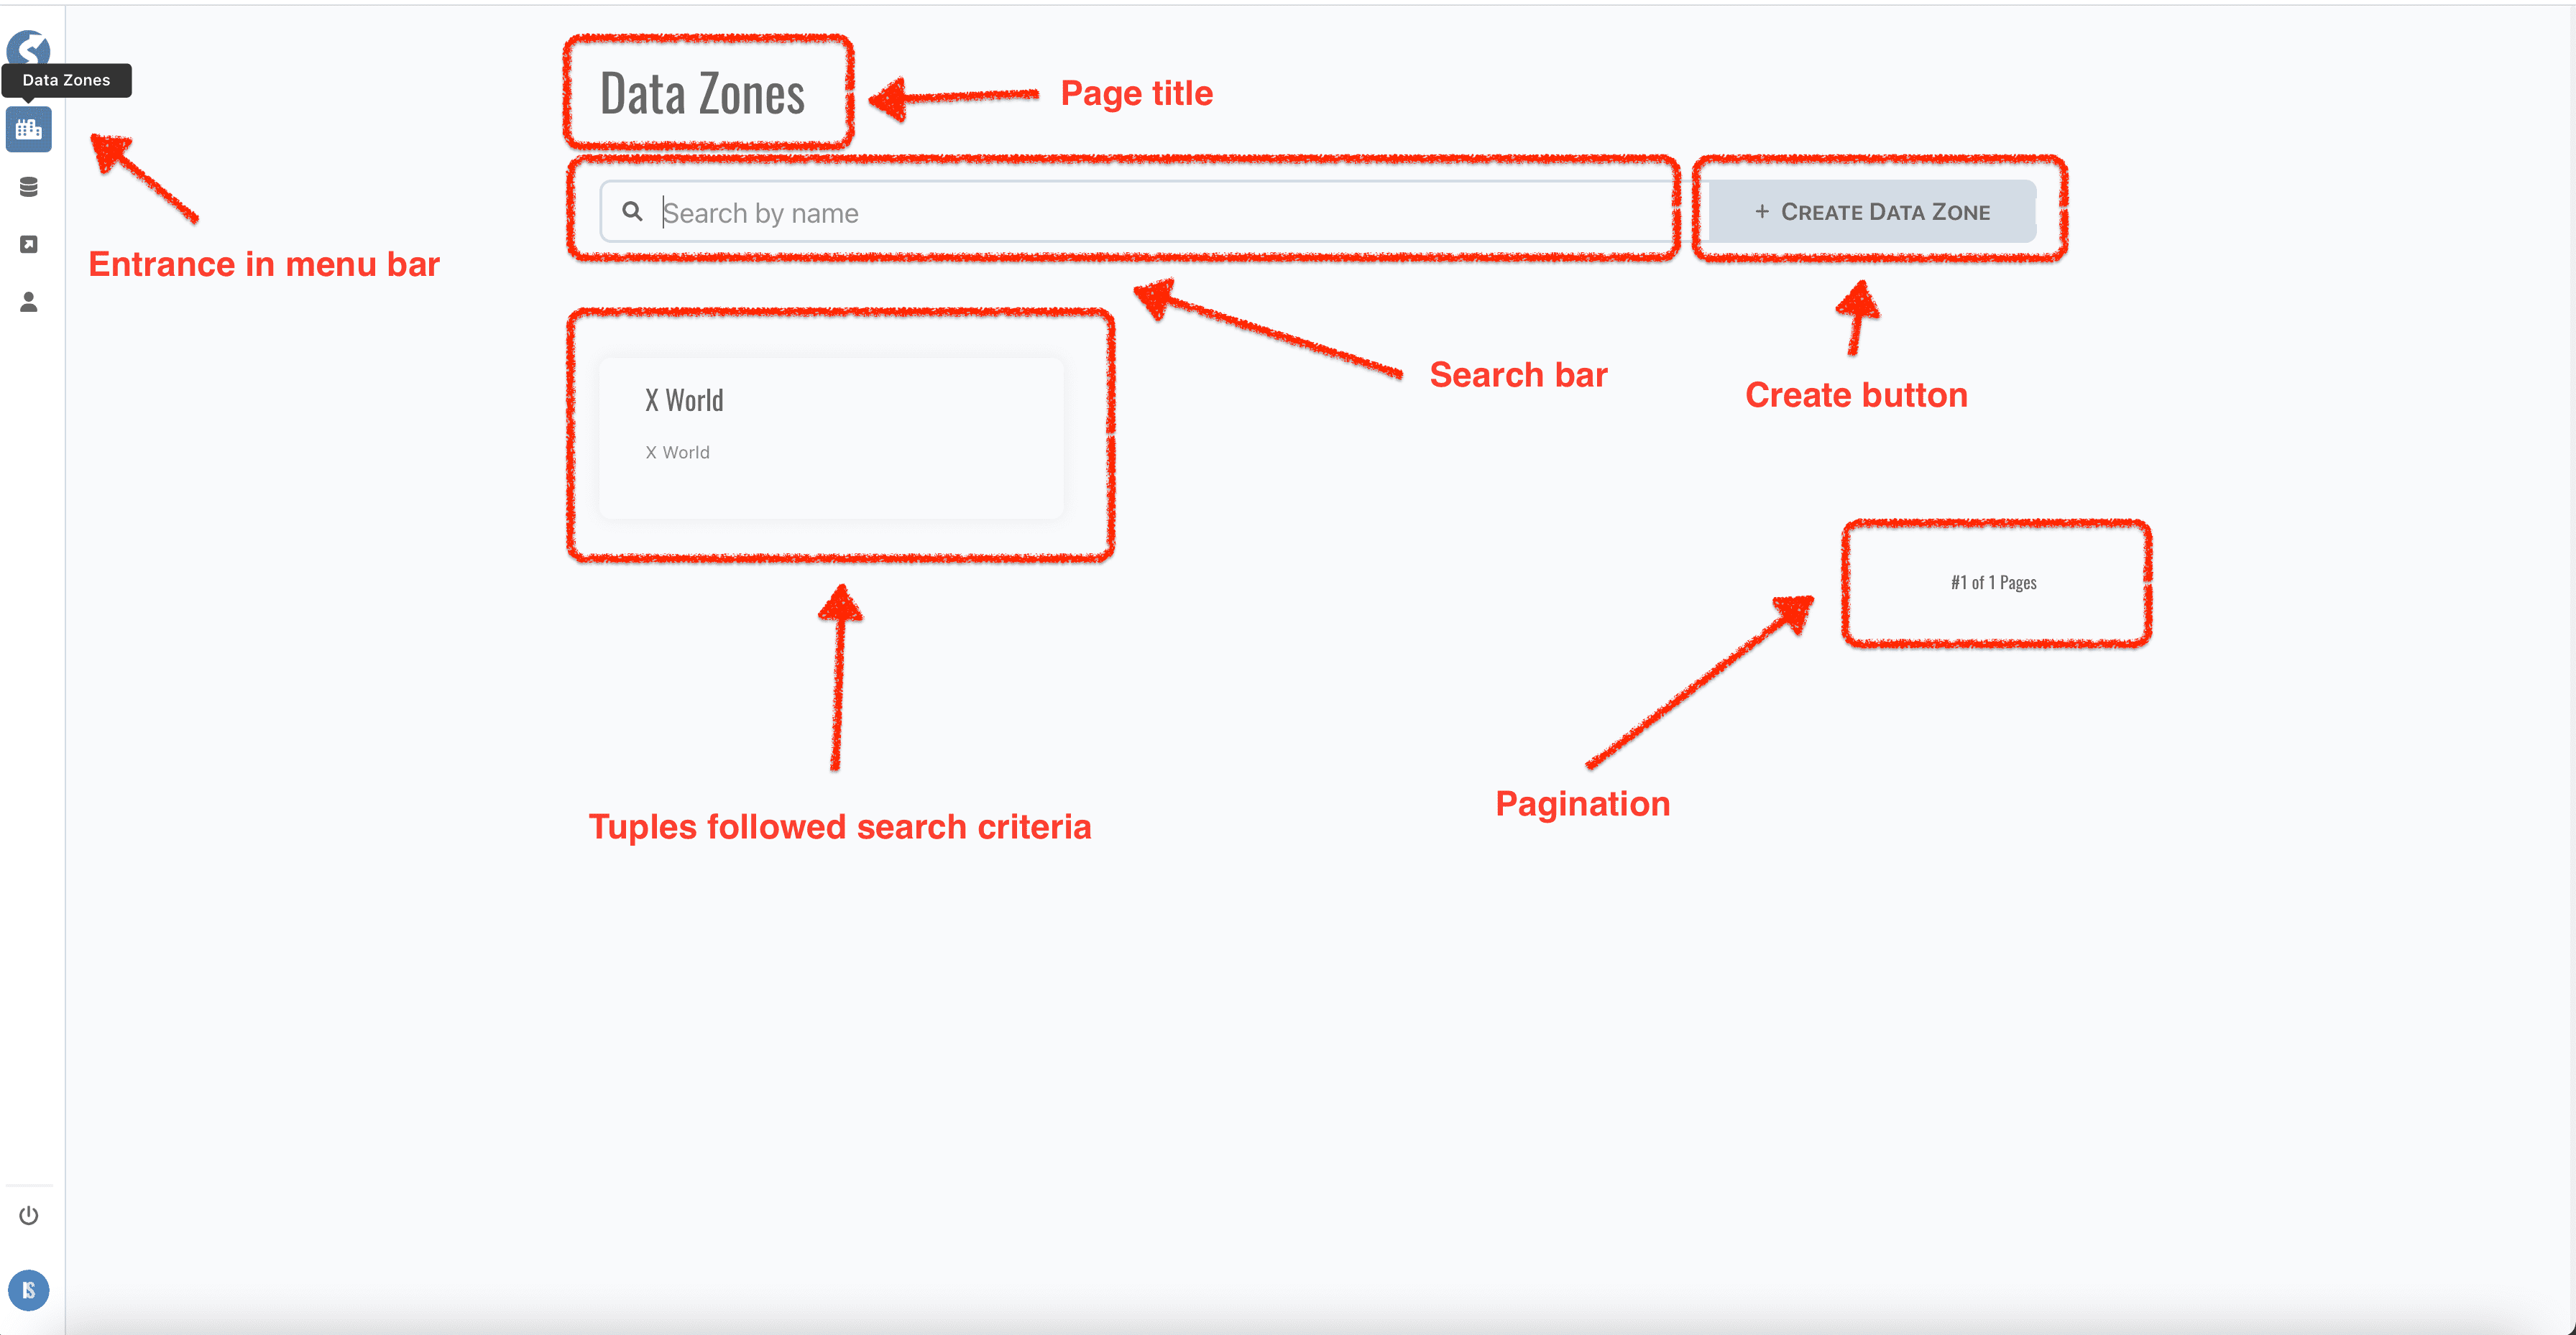 Data Zones
Data Zones
Page title
Search by name
+ CREATE DATA ZONE
Entrance in menu bar
Search bar
Create button
X World
X World
#1 of 1 Pages
Tuples followed search criteria
Pagination